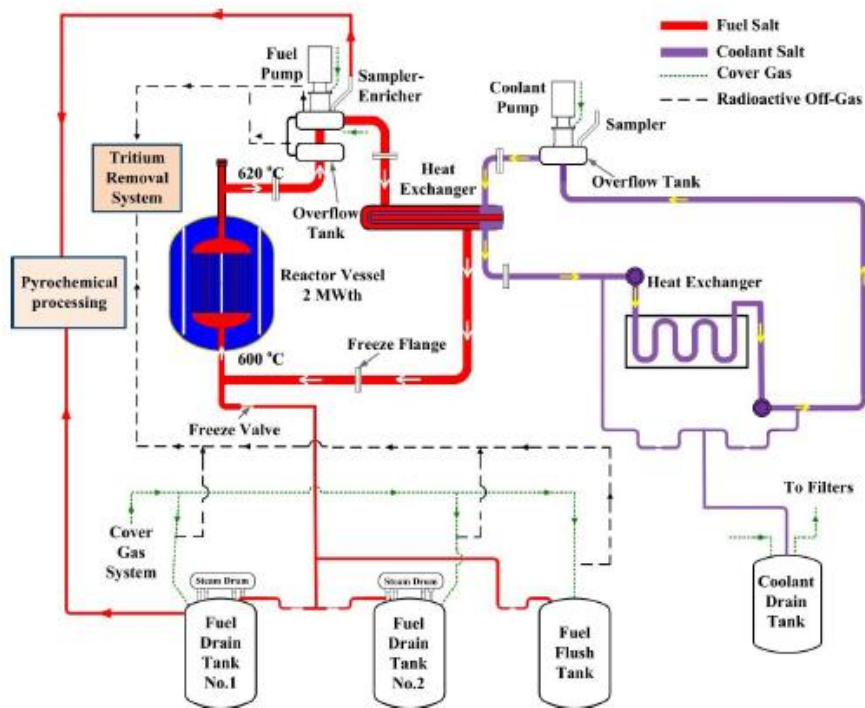 Fuel Salt
Coolant Salt
Cover Gas
Radioactive Off-Gas
Fuel
Pump
Sampler-
Enricher
Coolant
Pump
Sampler
Overflow Tank
Tritium
Removal
System
620 °C
Overflow
Tank
Heat
Exchanger
Pyrochemical
processing
Reactor Vessel
2 MWth
Heat Exchanger
600 °C
Freeze Flange
Freeze Valve
Cover
Gas
System
To Filters
Steam Drum
Steam Drum
Fuel
Drain
Tank
No.1
Fuel
Drain
Tank
No.2
Fuel
Flush
Tank
Coolant
Drain
Tank